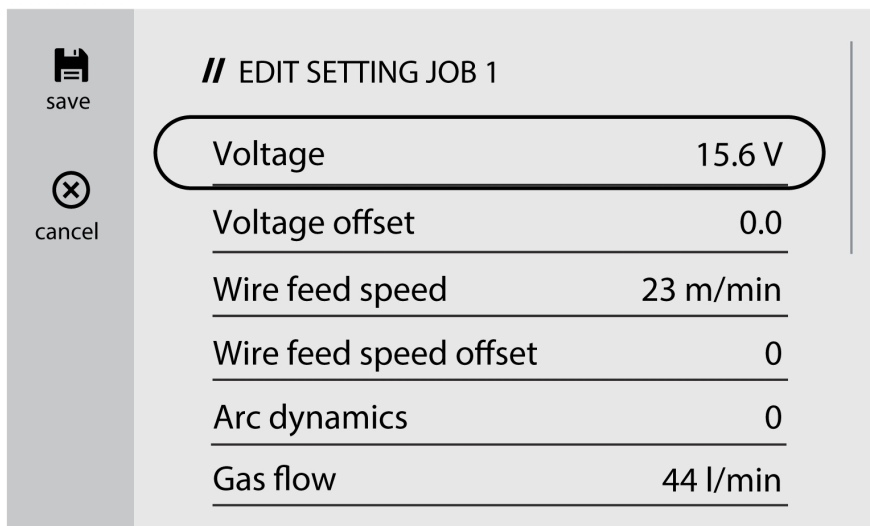 save
cancel
// EDIT SETTING JOB 1
Voltage 15.6 V
Voltage offset 0.0
Wire feed speed 23 m/min
Wire feed speed offset 0
Arc dynamics 0
Gas flow 44 l/min